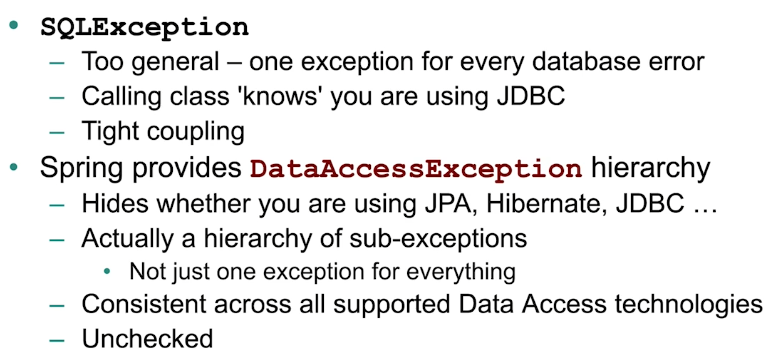 • SQLException
– Too general – one exception for every database error
– Calling class 'knows' you are using JDBC
– Tight coupling
• Spring provides DataAccessException hierarchy
– Hides whether you are using JPA, Hibernate, JDBC …
– Actually a hierarchy of sub-exceptions
• Not just one exception for everything
– Consistent across all supported Data Access technologies
– Unchecked